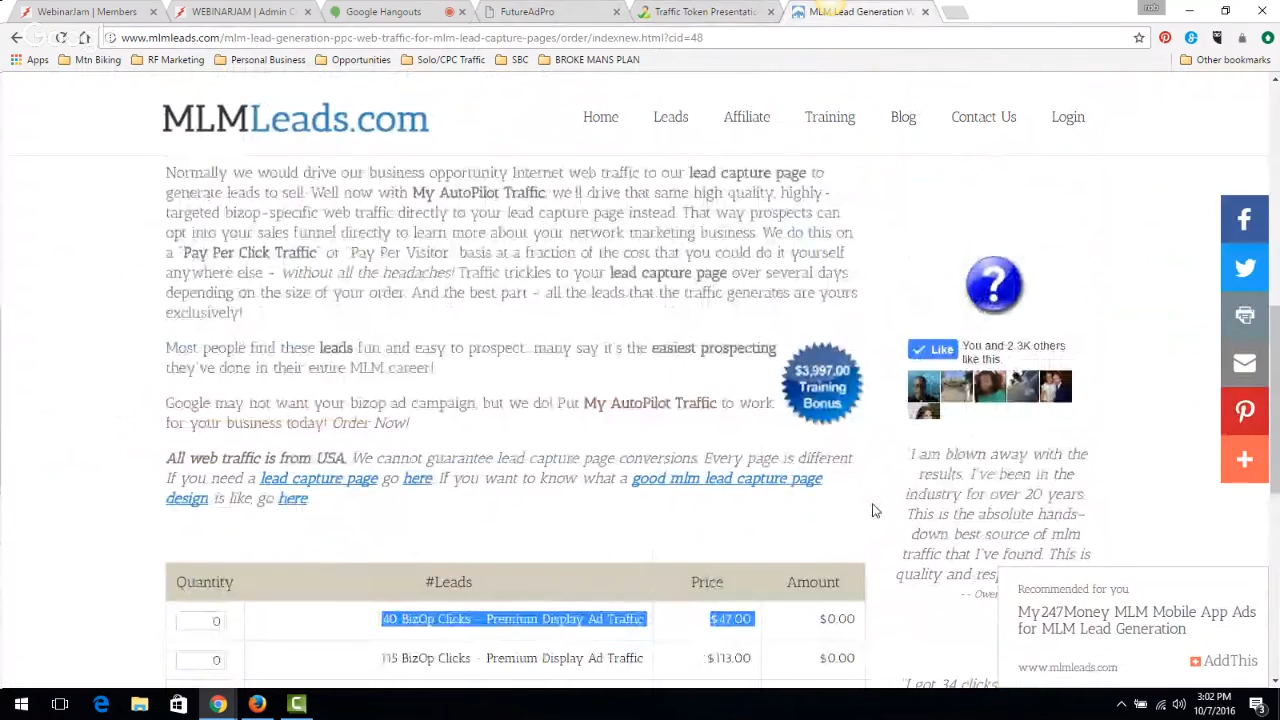 WebinarJam | Members
WEBINARJAM | Admin C
Google Hangouts
FutureAdPro
Traffic Token Presentatic
MLM Lead Generation W
rob
www.mlmleads.com/mlm-lead-generation-ppc-web-traffic-for-mlm-lead-capture-pages/order/indexnew.html?cid=48
Apps Mtn Biking RF Marketing Personal Business Opportunities Solo/CPC Traffic SBC BROKE MANS PLAN Other bookmarks
MLMLeads.com
Home Leads Affiliate Training Blog Contact Us Login
Normally we would drive our business opportunity Internet web traffic to our lead capture page to
generate leads to sell. Well now with My AutoPilot Traffic, we'll drive that same high quality, highly-
targeted bizop-specific web traffic directly to your lead capture page instead. That way prospects can
opt into your sales funnel directly to learn more about your network marketing business. We do this on
a "Pay Per Click Traffic" or "Pay Per Visitor" basis at a fraction of the cost that you could do it yourself
anywhere else - without all the headaches! Traffic trickles to your lead capture page over several days
depending on the size of your order. And the best part - all the leads that the traffic generates are yours
exclusively!
Most people find these leads fun and easy to prospect, many say it's the easiest prospecting
they've done in their entire MLM career!
$3,997.00
Training
Bonus
Google may not want your bizop ad campaign, but we do! Put My AutoPilot Traffic to work
for your business today! Order Now!
All web traffic is from USA. We cannot guarantee lead capture page conversions. Every page is different.
If you need a lead capture page go here. If you want to know what a good mlm lead capture page
design is like, go here.
Quantity #Leads Price Amount
0 40 BizOp Clicks - Premium Display Ad Traffic $47.00 $0.00
0 115 BizOp Clicks - Premium Display Ad Traffic $113.00 $0.00
?
Like You and 2.3K others
like this.
"I am blown away with the
results. I've been in the
industry for over 20 years.
This is the absolute hands-
down, best source of mlm
traffic that I've found. This is
quality and
-- Owen
"I got 34 clicks
Recommended for you
My247Money MLM Mobile App Ads
for MLM Lead Generation
www.mlmleads.com
AddThis
3:02 PM
10/7/2016
3